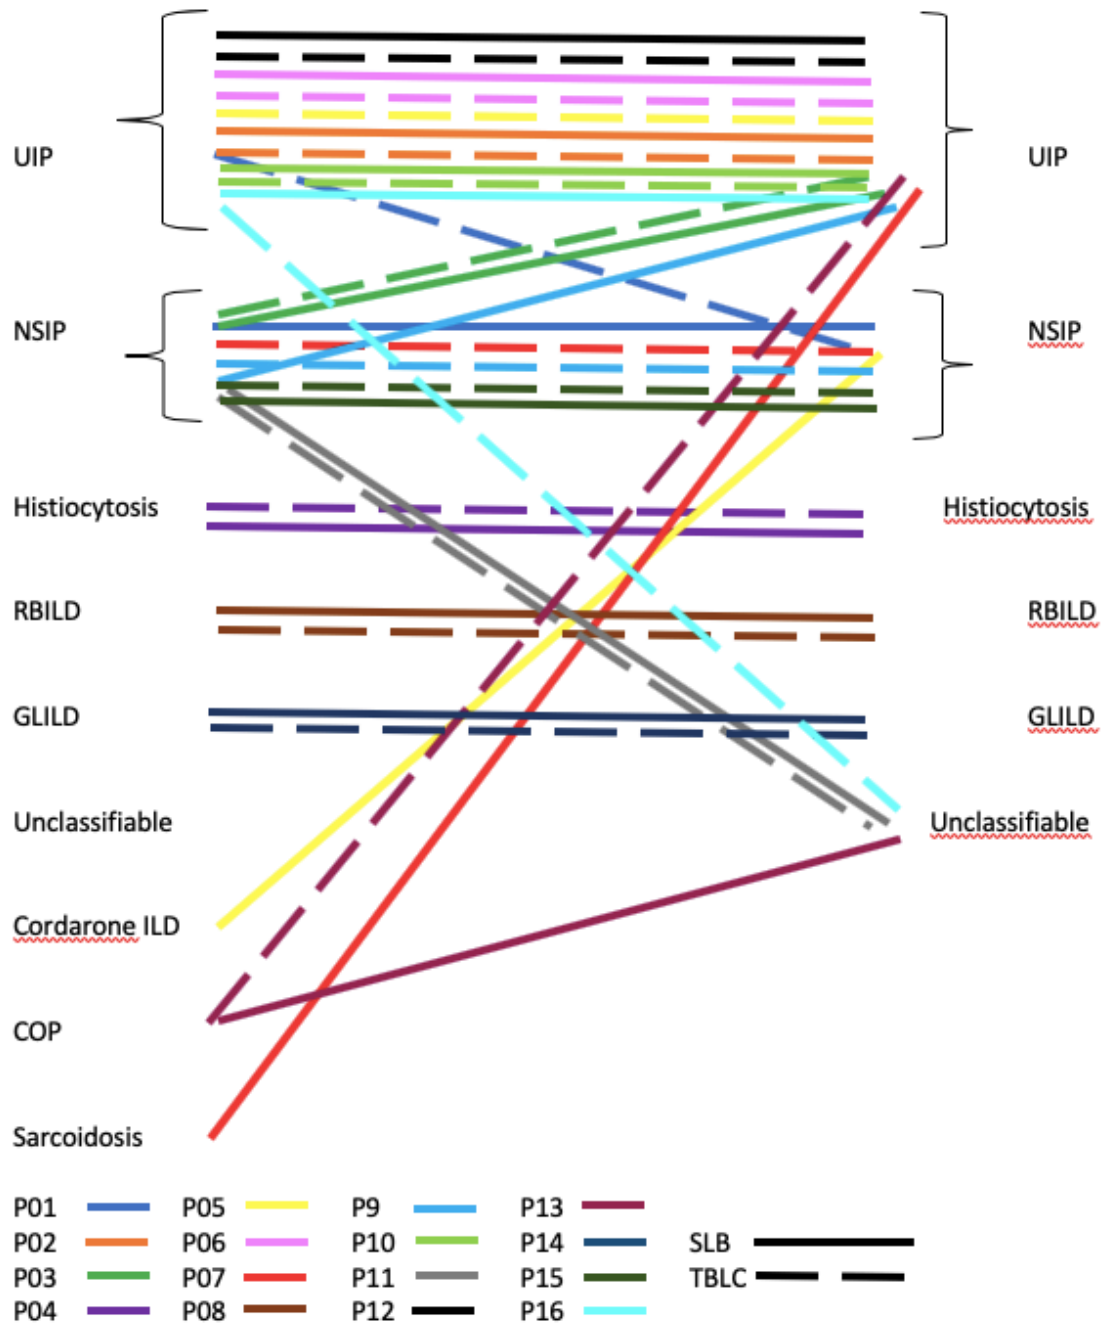 UIP UIP
NSIP NSIP
Histiocytosis Histiocytosis
RBILD RBILD
GLILD GLILD
Unclassifiable Unclassifiable
Cordarone ILD
COP
Sarcoidosis
P01 P05 P9 P13
P02 P06 P10 P14 SLB
P03 P07 P11 P15 TBLC
P04 P08 P12 P16